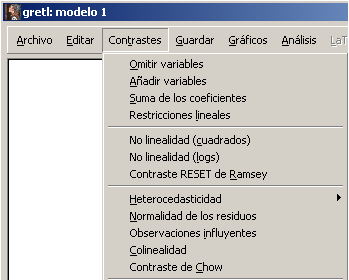 gretl: modelo 1
Archivo Editar Contrastes Guardar Gráficos Análisis LaT
Omitir variables
Añadir variables
Suma de los coeficientes
Restricciones lineales
No linealidad (cuadrados)
No linealidad (logs)
Contraste RESET de Ramsey
Heterocedasticidad
Normalidad de los residuos
Observaciones influyentes
Colinealidad
Contraste de Chow